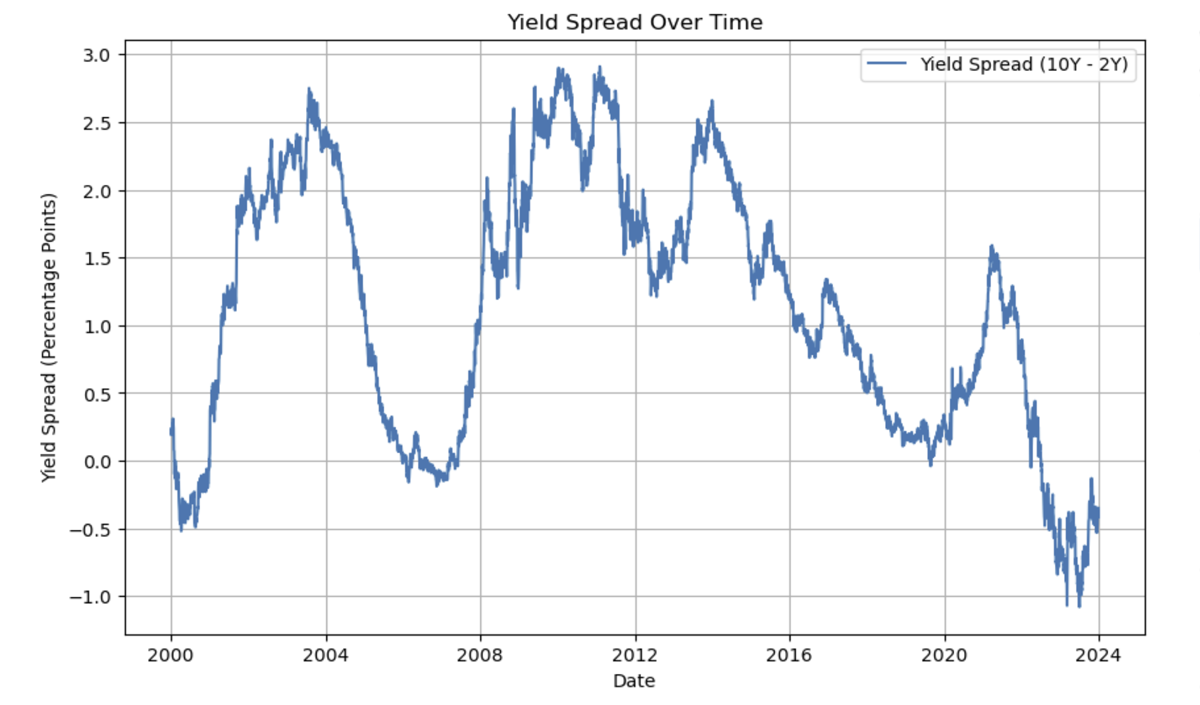 Yield Spread Over Time
Yield Spread (10Y - 2Y)
Yield Spread (Percentage Points)
3.0
2.5
2.0
1.5
1.0
0.5
0.0
−0.5
−1.0
2000 2004 2008 2012 2016 2020 2024
Date